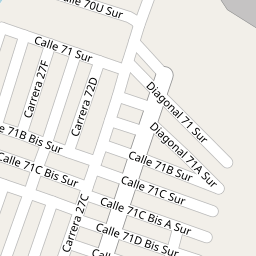 Calle 70U Sur
Calle 71 Sur
Carrera 27F
Carrera 72D
Diagonal 71 Sur
Diagonal 71A Sur
Calle 71B Bis Sur
Calle 71B Sur
Calle 71C Bis Sur
Calle 71C Sur
Carrera 27C
Calle 71C Bis A Sur
Calle 71D Bis Sur